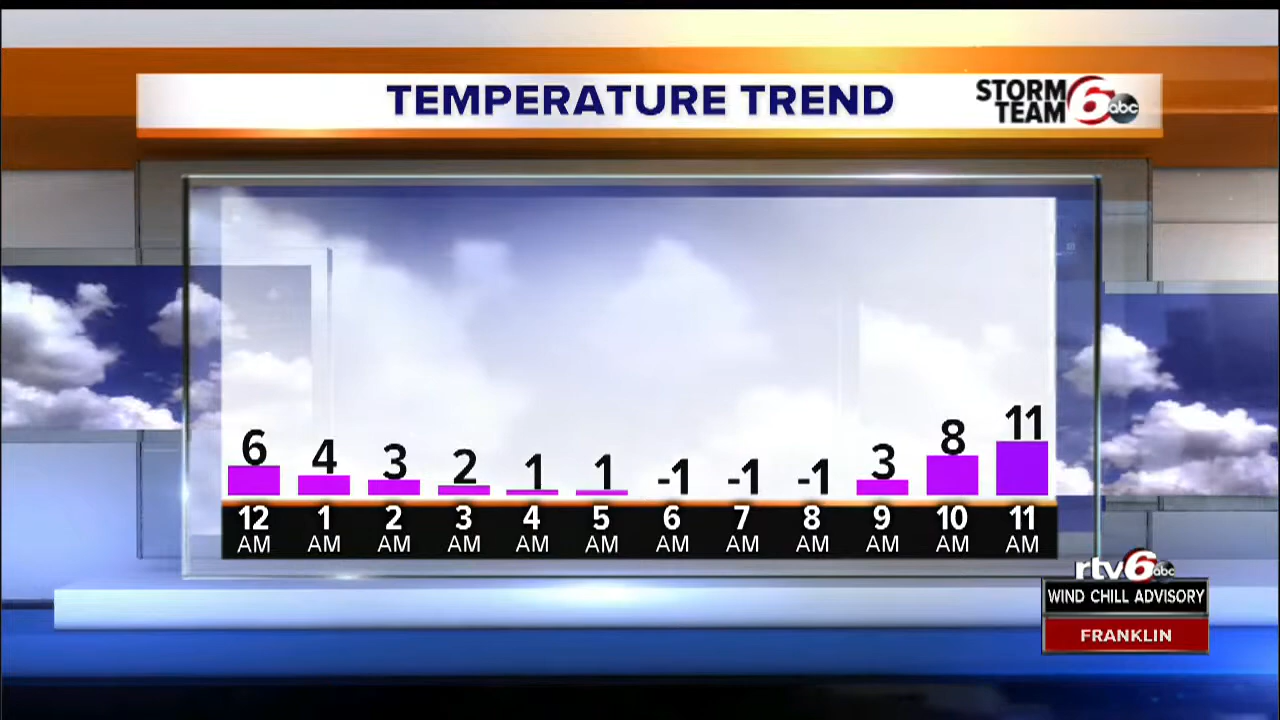 TEMPERATURE TREND
STORM
TEAM 6 abc
6 4 3 2 1 1 -1 -1 -1 3 8 11
12 1 2 3 4 5 6 7 8 9 10 11
AM AM AM AM AM AM AM AM AM AM AM AM
rtv6 abc
WIND CHILL ADVISORY
FRANKLIN